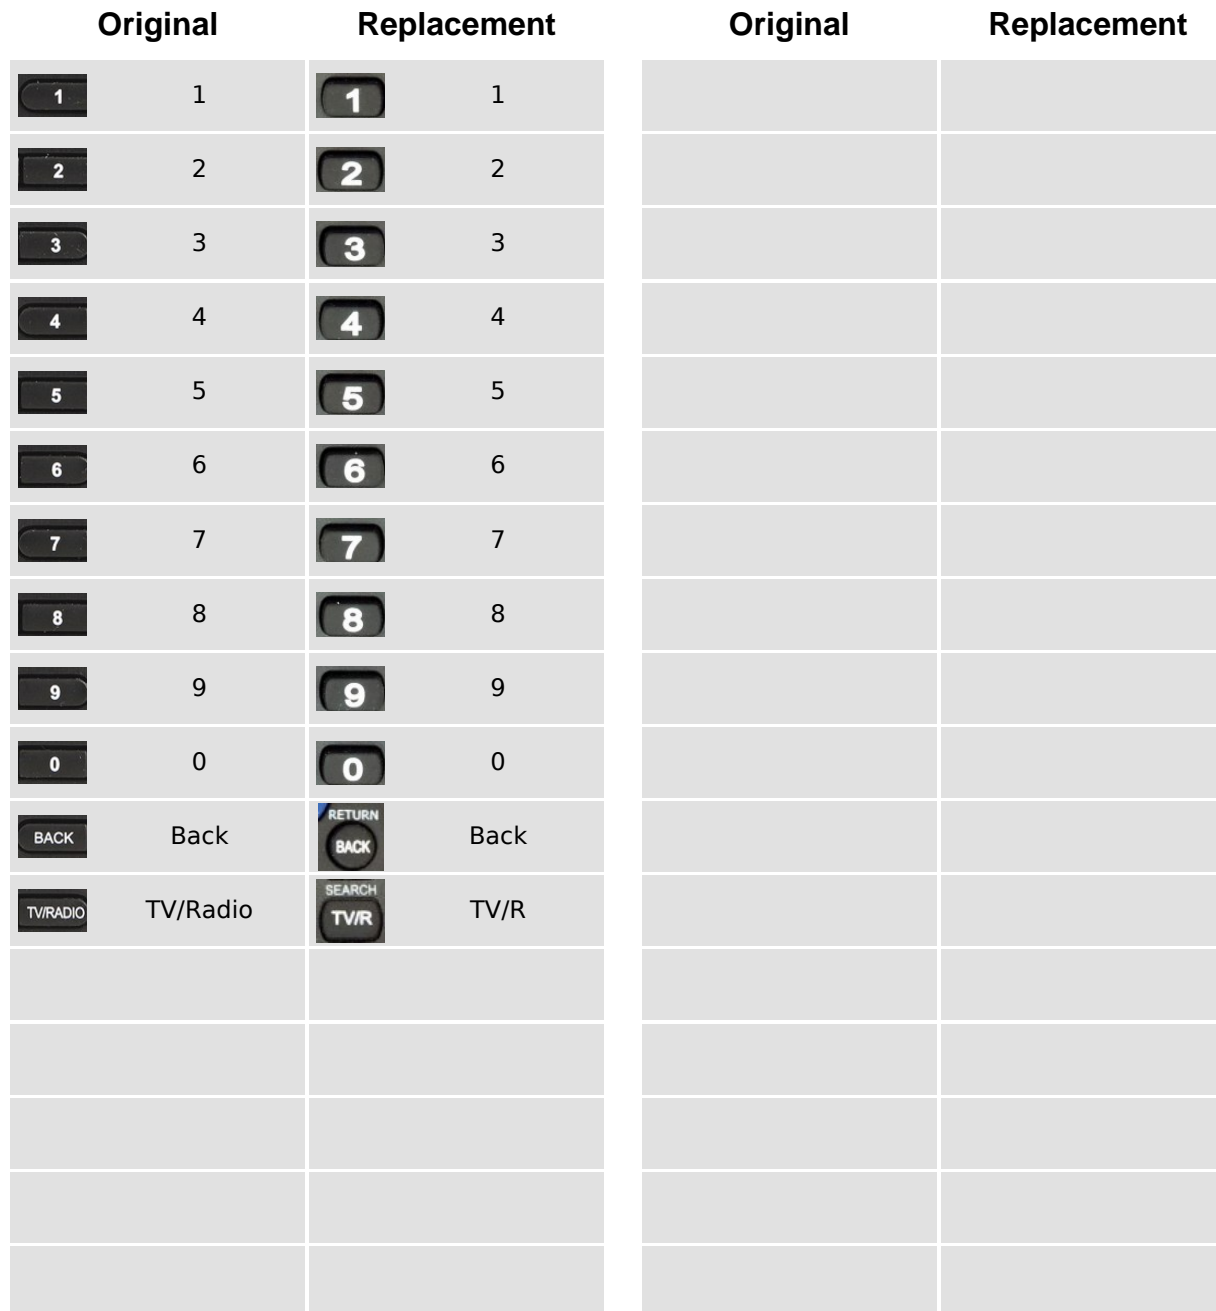 Original Replacement Original Replacement
1 1 1 1
2 2 2 2
3 3 3 3
4 4 4 4
5 5 5 5
6 6 6 6
7 7 7 7
8 8 8 8
9 9 9 9
0 0 0 0
RETURN
BACK Back BACK Back
SEARCH
TV/RADIO TV/Radio TV/R TV/R